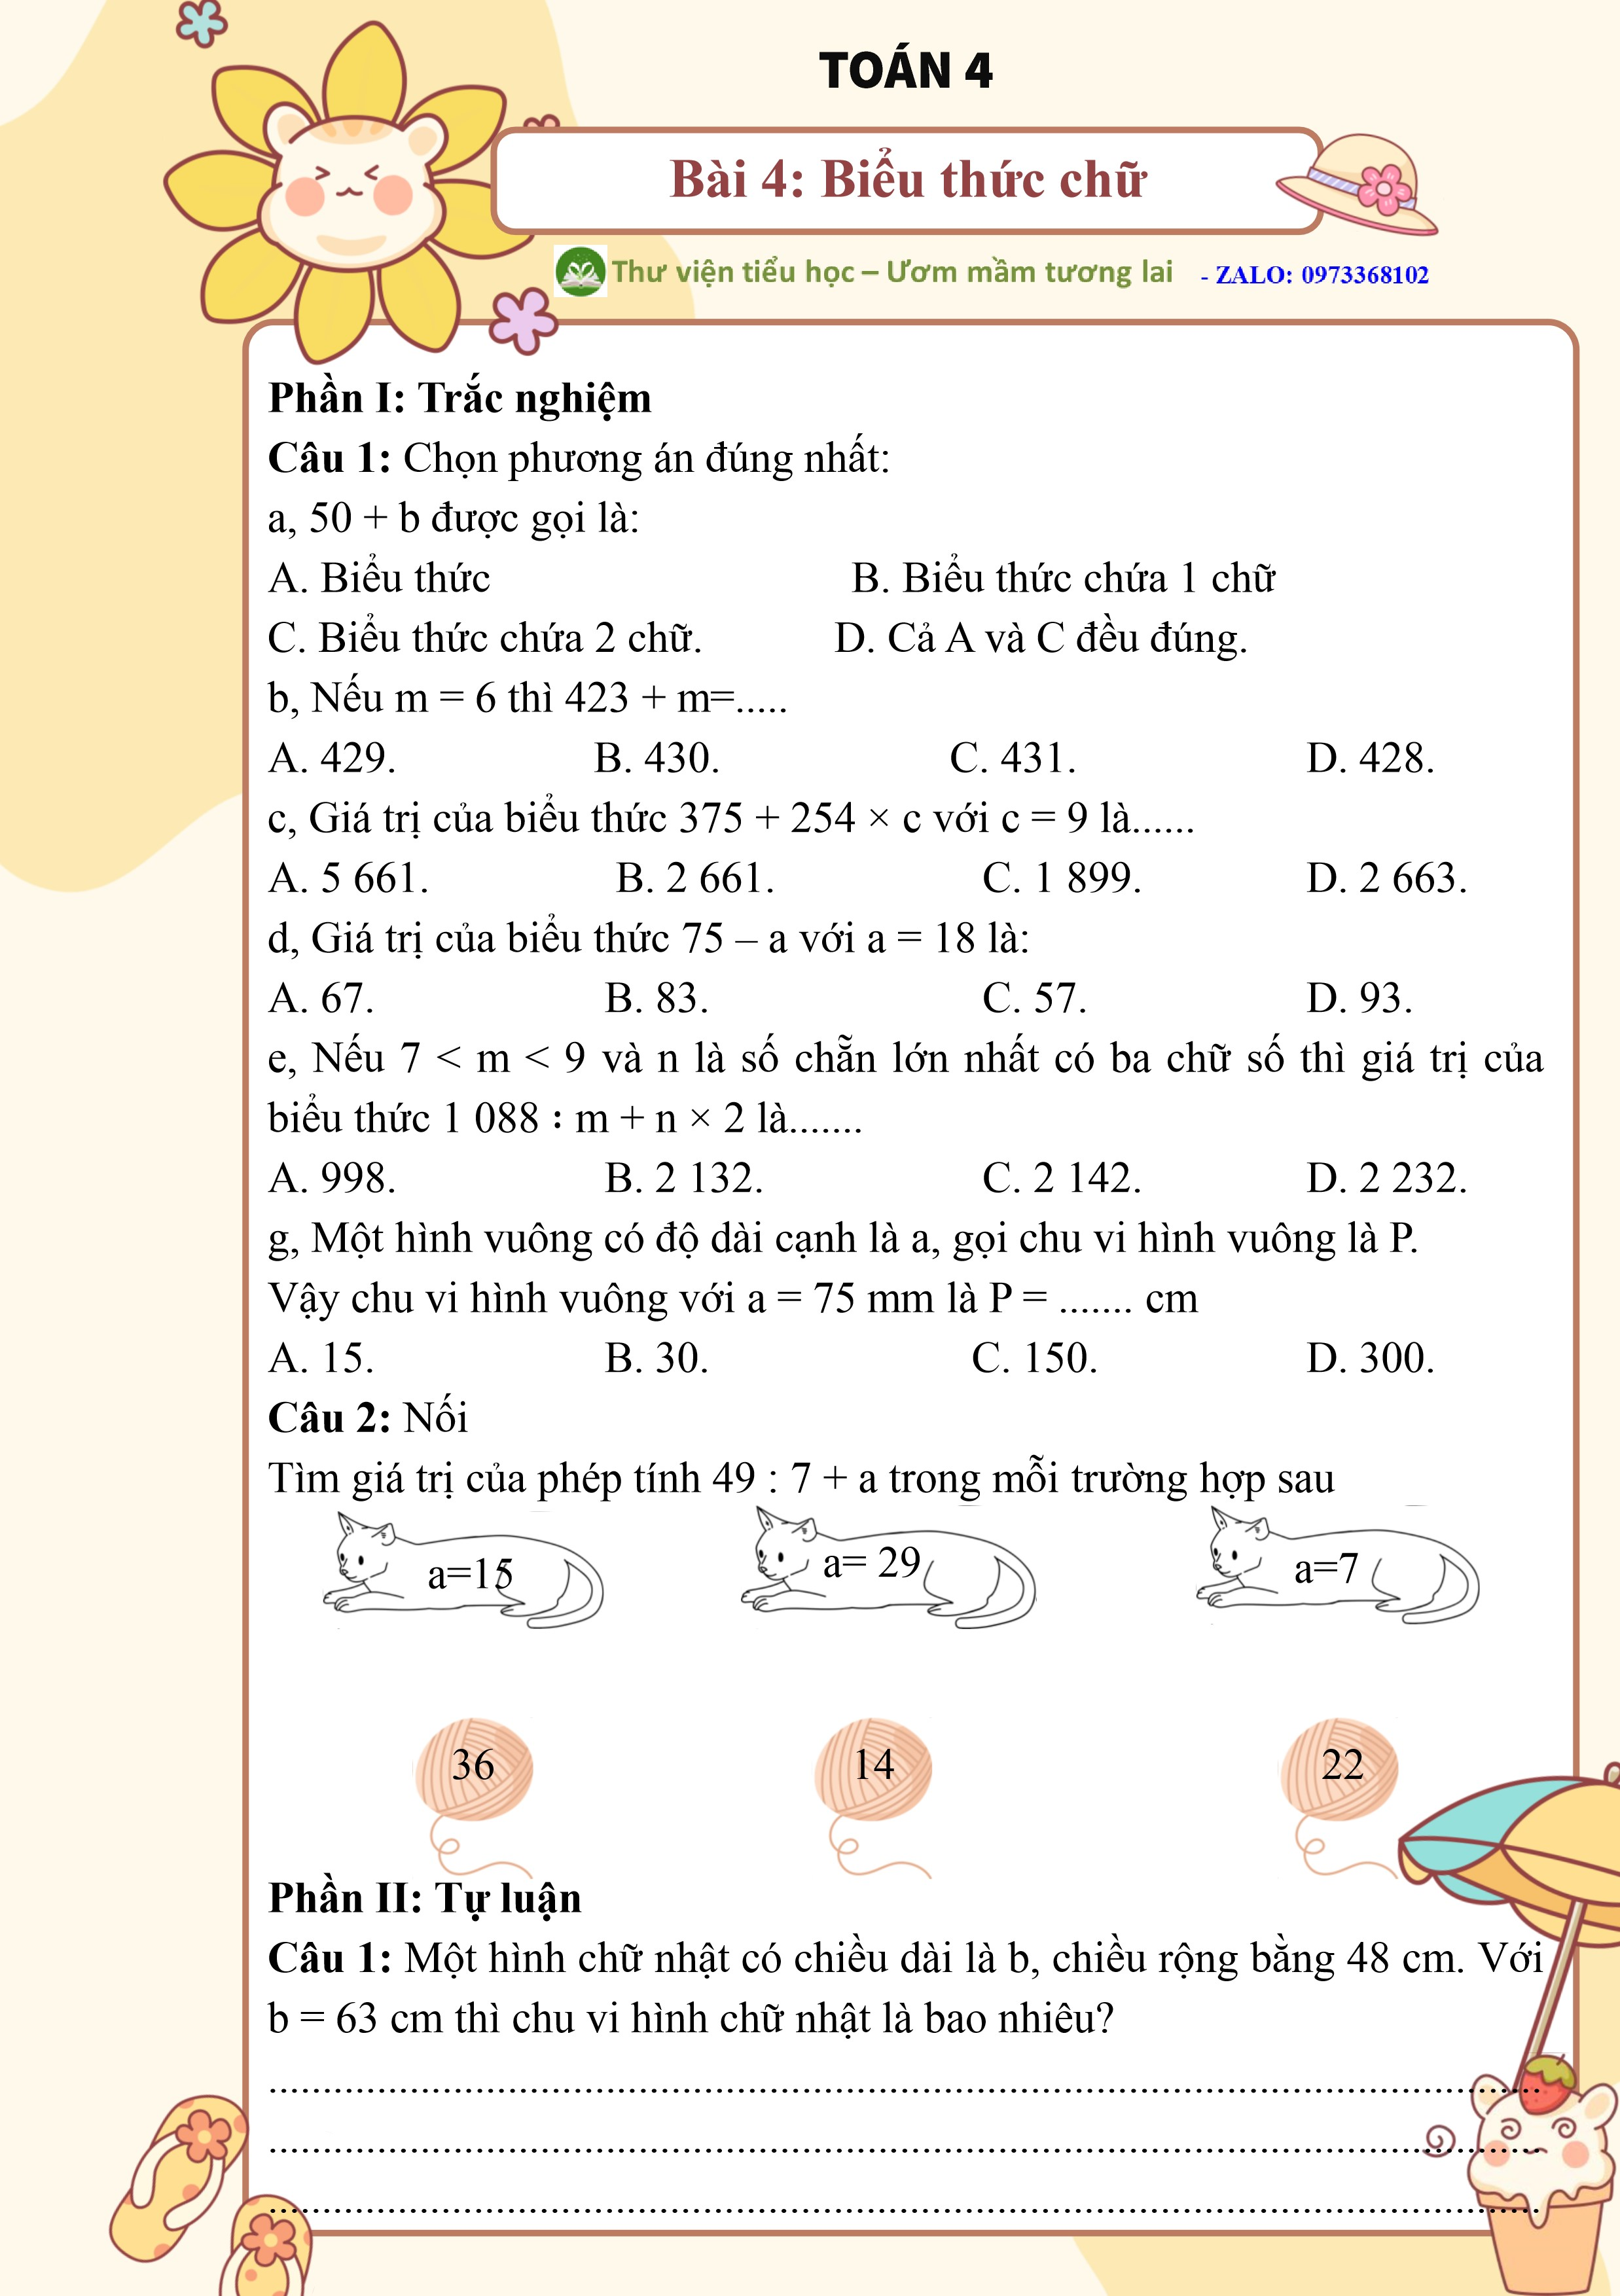 TOÁN 4
Bài 4: Biểu thức chữ
Thư viện tiểu học – Ươm mầm tương lai - ZALO: 0973368102
Phần I: Trắc nghiệm
Câu 1: Chọn phương án đúng nhất:
a, 50 + b được gọi là:
A. Biểu thức B. Biểu thức chứa 1 chữ
C. Biểu thức chứa 2 chữ. D. Cả A và C đều đúng.
b, Nếu m = 6 thì 423 + m=.....
A. 429. B. 430. C. 431. D. 428.
c, Giá trị của biểu thức 375 + 254 × c với c = 9 là......
A. 5 661. B. 2 661. C. 1 899. D. 2 663.
d, Giá trị của biểu thức 75 – a với a = 18 là:
A. 67. B. 83. C. 57. D. 93.
e, Nếu 7 < m < 9 và n là số chẵn lớn nhất có ba chữ số thì giá trị của
biểu thức 1 088 : m + n × 2 là.......
A. 998. B. 2 132. C. 2 142. D. 2 232.
g, Một hình vuông có độ dài cạnh là a, gọi chu vi hình vuông là P.
Vậy chu vi hình vuông với a = 75 mm là P = ....... cm
A. 15. B. 30. C. 150. D. 300.
Câu 2: Nối
Tìm giá trị của phép tính 49 : 7 + a trong mỗi trường hợp sau
a=15 a= 29 a=7
36 14 22
Phần II: Tự luận
Câu 1: Một hình chữ nhật có chiều dài là b, chiều rộng bằng 48 cm. Với
b = 63 cm thì chu vi hình chữ nhật là bao nhiêu?